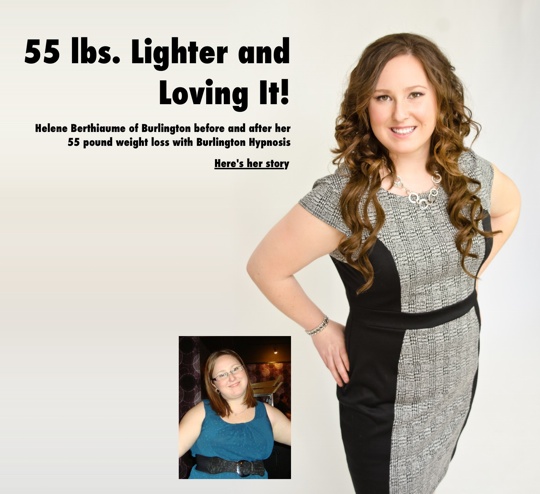 55 lbs. Lighter and
Loving It!
Helene Berthiaume of Burlington before and after her
55 pound weight loss with Burlington Hypnosis
Here's her story